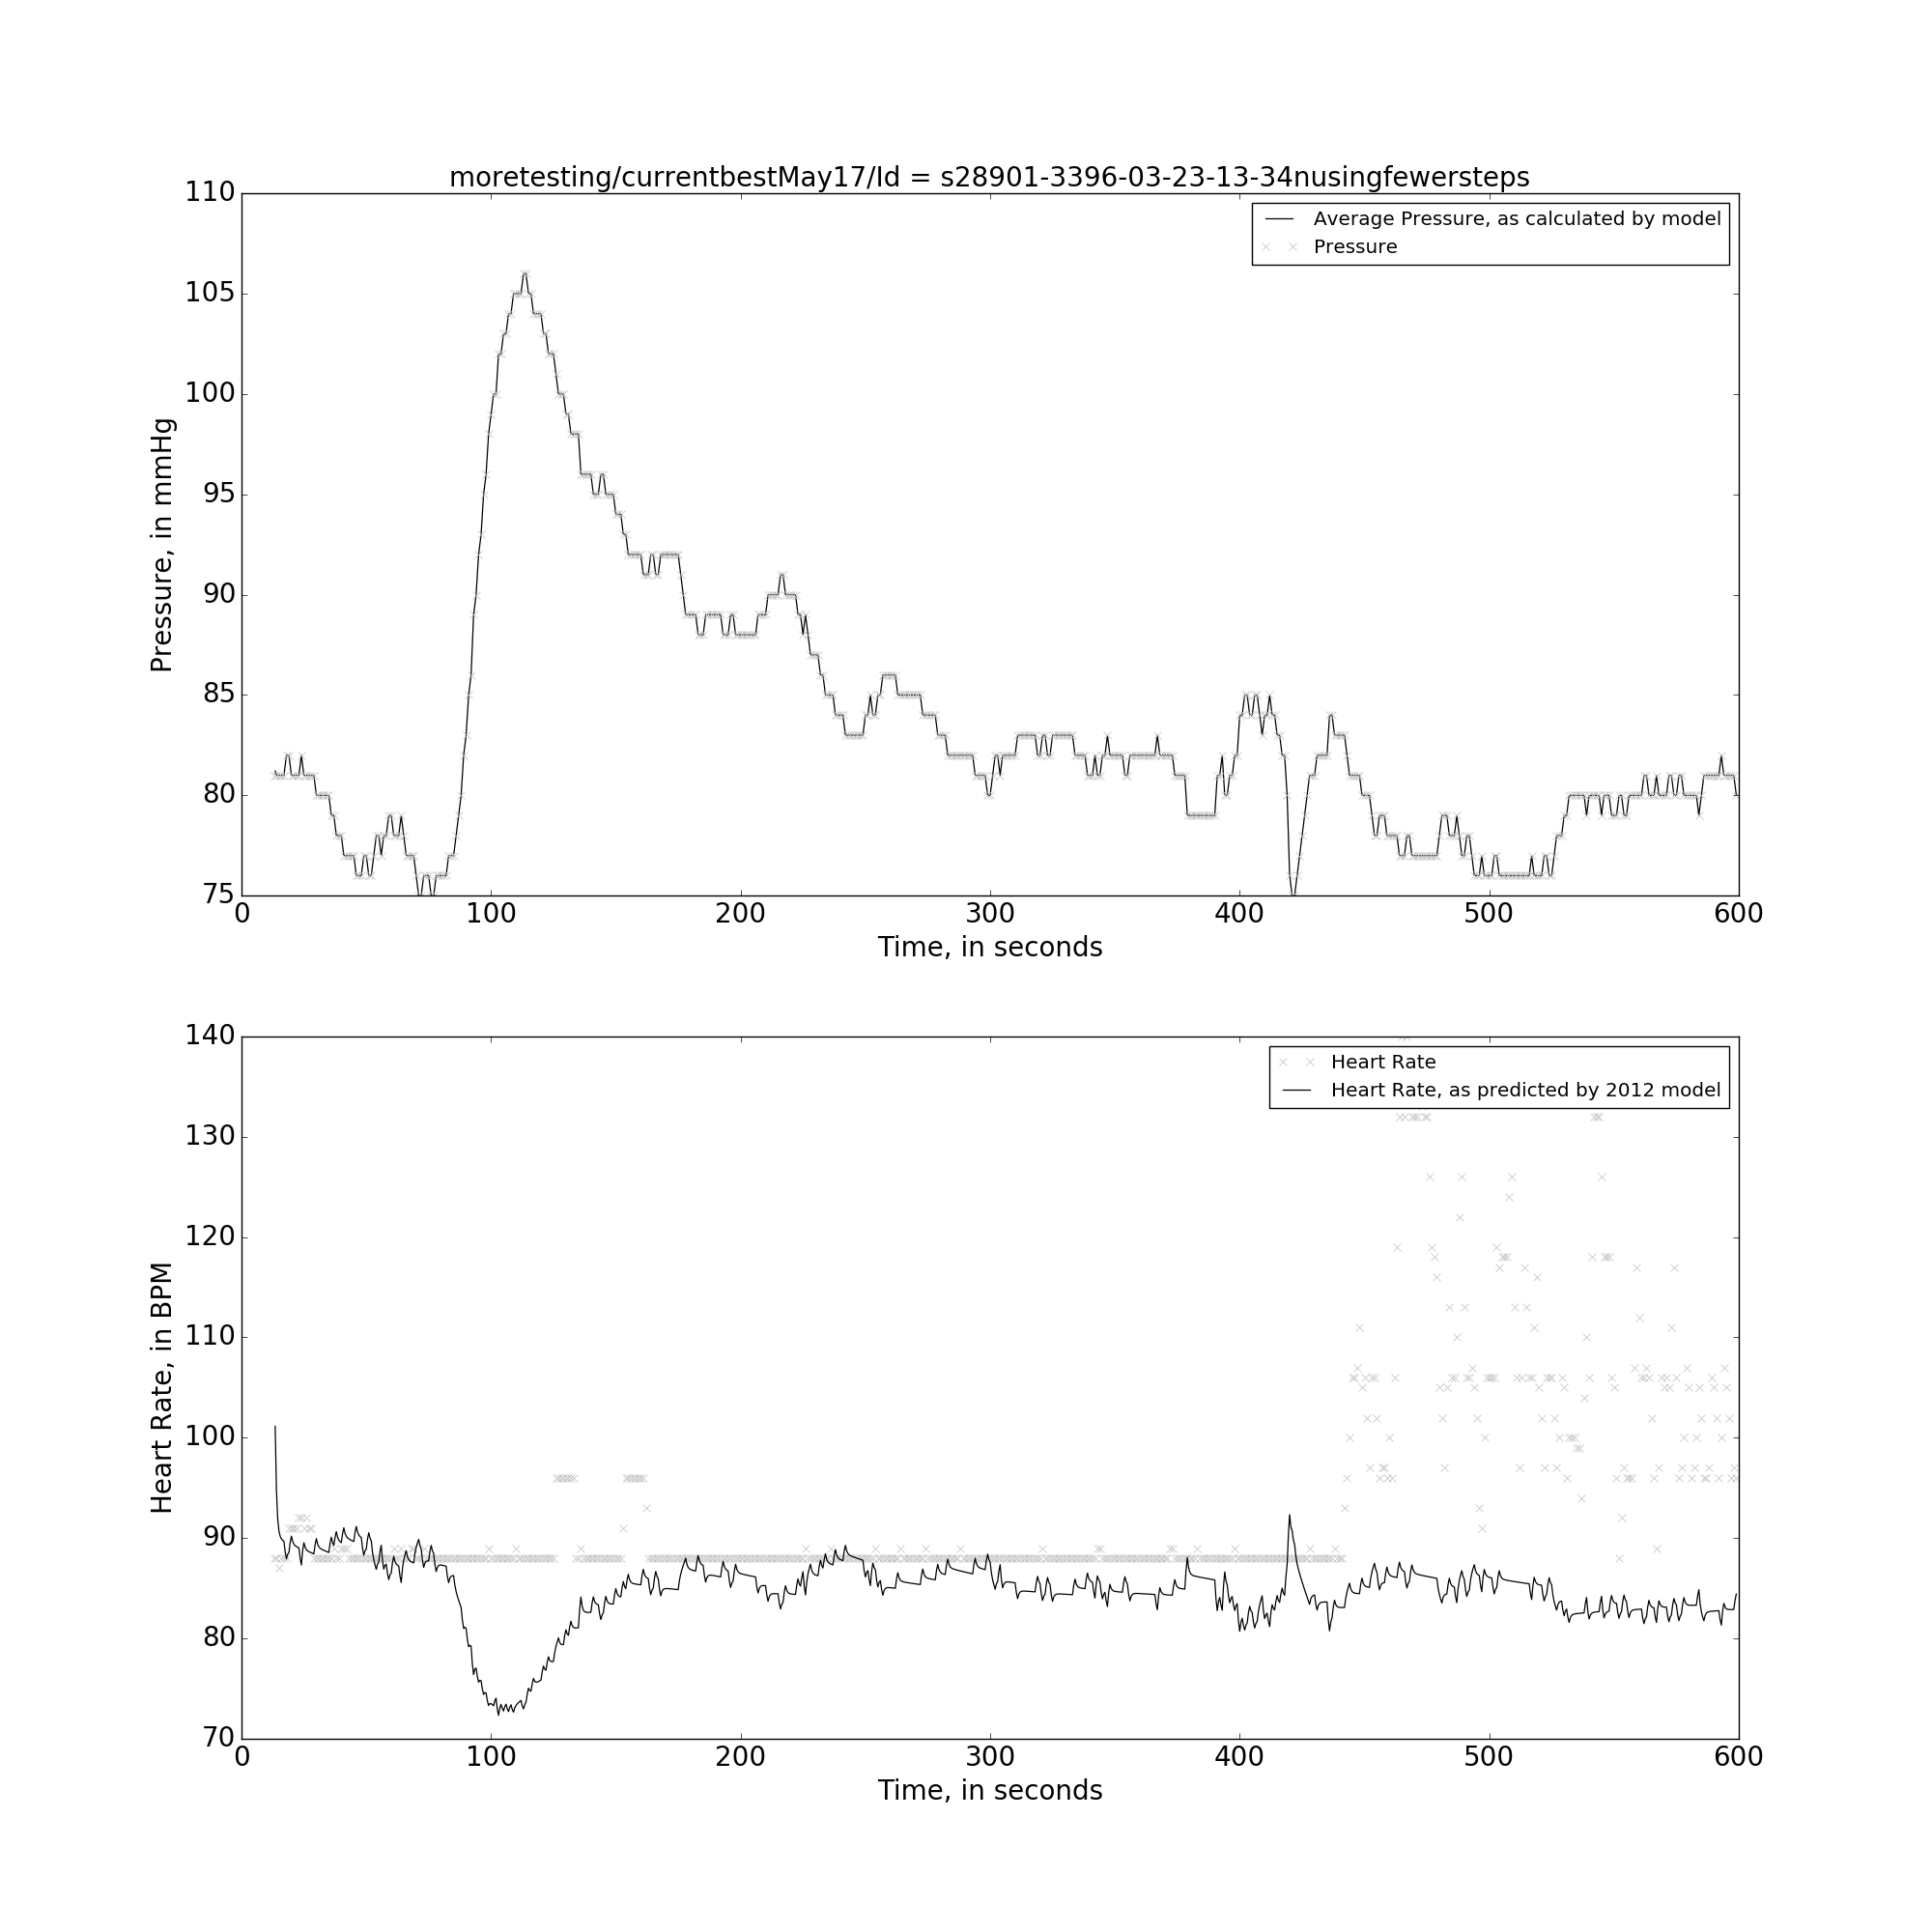 moretesting/currentbestMay17/Id = s28901-3396-03-23-13-34nusingfewersteps
110
105
100
95
90
85
80
75
Pressure, in mmHg
Average Pressure, as calculated by model
Pressure
0 100 200 300 400 500 600
Time, in seconds
140
130
120
110
100
90
80
70
Heart Rate, in BPM
Heart Rate
Heart Rate, as predicted by 2012 model
0 100 200 300 400 500 600
Time, in seconds